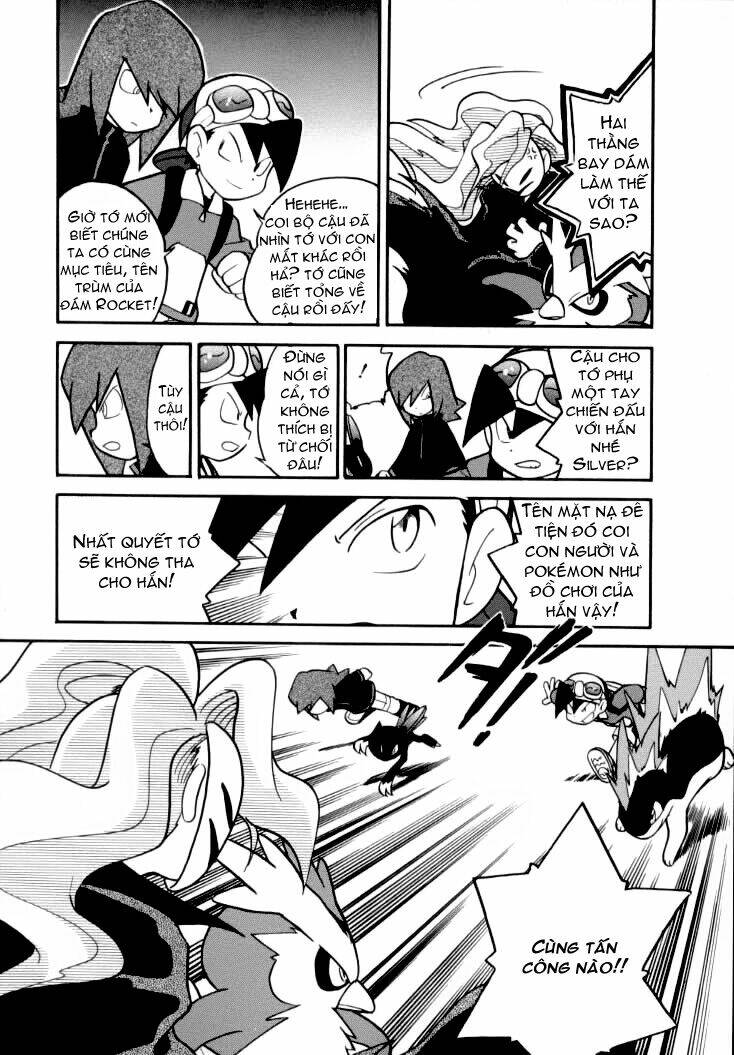 HAI
THẰNG
BAY DÁM
LÀM THẾ
VỚI TA
SAO?
HEHEHE...
COI BỘ CẬU ĐÃ
NHÌN TỚ VỚI CON
MẮT KHÁC RỒI
HÁ? TỚ CŨNG
BIẾT TỔNG VỀ
CẬU RỒI ĐẤY!
GIỜ TỚ MỚI
BIẾT CHÚNG
TA CÓ CÙNG
MỤC TIÊU, TÊN
TRÙM CỦA
ĐÁM ROCKET!
CẬU CHO
TỚ PHỤ
MỘT TAY
CHIẾN ĐẤU
VỚI HẮN
NHÉ
SILVER?
!
ĐỪNG
NÓI GÌ
CẢ, TỚ
KHÔNG
THÍCH BỊ
TỪ CHỐI
ĐÂU!
TÙY
CẬU
THÔI!
TÊN MẶT NẠ ĐÊ
TIỆN ĐÓ COI
CON NGƯỜI VÀ
POKÉMON NHƯ
ĐỒ CHƠI CỦA
HẮN VẬY!
NHẤT QUYẾT TỚ
SẼ KHÔNG THA
CHO HẮN!
ダ!!
CÙNG TẤN
CÔNG NÀO!!